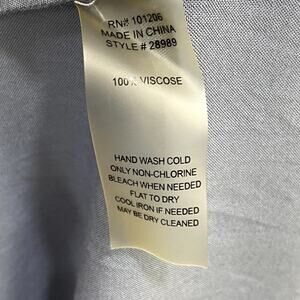 RN# 101206
MADE IN CHINA
STYLE # 28989
100% VISCOSE
HAND WASH COLD
ONLY NON-CHLORINE
BLEACH WHEN NEEDED
FLAT TO DRY
COOL IRON IF NEEDED
MAY BE DRY CLEANED